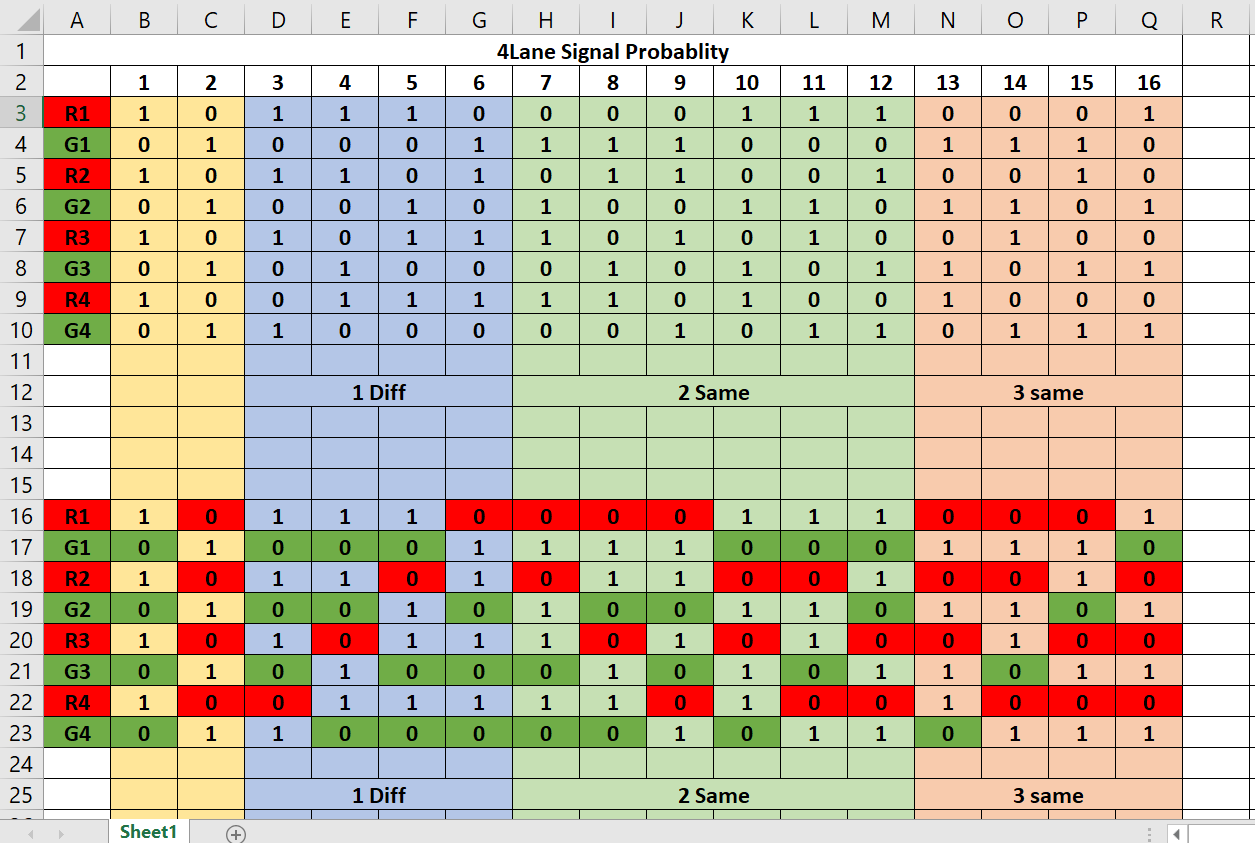 A B C D E F G H I J K L M N O P Q R
1 4Lane Signal Probablity
2 1 2 3 4 5 6 7 8 9 10 11 12 13 14 15 16
3 R1 1 0 1 1 1 0 0 0 0 1 1 1 0 0 0 1
4 G1 0 1 0 0 0 1 1 1 1 0 0 0 1 1 1 0
5 R2 1 0 1 1 0 1 0 1 1 0 0 1 0 0 1 0
6 G2 0 1 0 0 1 0 1 0 0 1 1 0 1 1 0 1
7 R3 1 0 1 0 1 1 1 0 1 0 1 0 0 1 0 0
8 G3 0 1 0 1 0 0 0 1 0 1 0 1 1 0 1 1
9 R4 1 0 0 1 1 1 1 1 0 1 0 0 1 0 0 0
10 G4 0 1 1 0 0 0 0 0 1 0 1 1 0 1 1 1
11
12 1 Diff 2 Same 3 same
13
14
15
16 R1 1 0 1 1 1 0 0 0 0 1 1 1 0 0 0 1
17 G1 0 1 0 0 0 1 1 1 1 0 0 0 1 1 1 0
18 R2 1 0 1 1 0 1 0 1 1 0 0 1 0 0 1 0
19 G2 0 1 0 0 1 0 1 0 0 1 1 0 1 1 0 1
20 R3 1 0 1 0 1 1 1 0 1 0 1 0 0 1 0 0
21 G3 0 1 0 1 0 0 0 1 0 1 0 1 1 0 1 1
22 R4 1 0 0 1 1 1 1 1 0 1 0 0 1 0 0 0
23 G4 0 1 1 0 0 0 0 0 1 0 1 1 0 1 1 1
24
25 1 Diff 2 Same 3 same
Sheet1